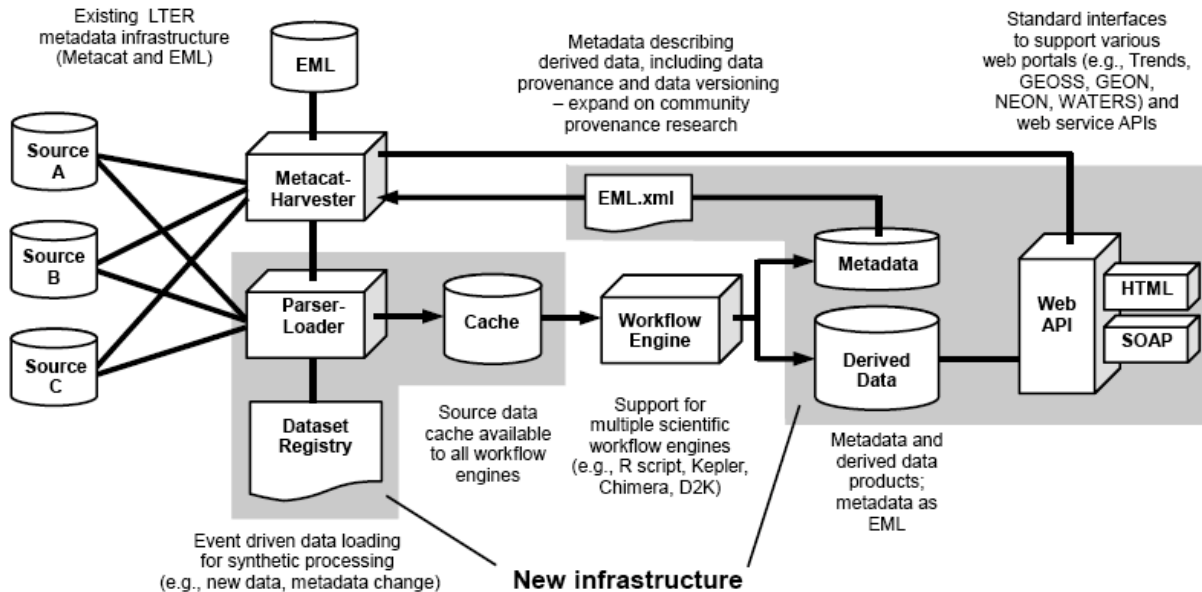 Existing LTER
metadata infrastructure
(Metacat and EML)
EML
Metadata describing
derived data, including data
provenance and data versioning
– expand on community
provenance research
Standard interfaces
to support various
web portals (e.g., Trends,
GEOSS, GEON,
NEON, WATERS) and
web service APIs
Source
A
Source
B
Source
C
Metacat-
Harvester
EML.xml
Parser-
Loader
Cache
Workflow
Engine
Metadata
Derived
Data
Web
API
HTML
SOAP
Dataset
Registry
Source data
cache available
to all workflow
engines
Support for
multiple scientific
workflow engines
(e.g., R script, Kepler,
Chimera, D2K)
Metadata and
derived data
products;
metadata as
EML
Event driven data loading
for synthetic processing
(e.g., new data, metadata change)
New infrastructure